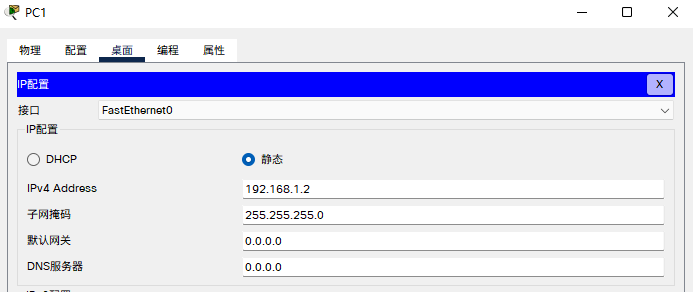 PC1
物理 配置 桌面 编程 属性
IP配置 X
接口 FastEthernet0
IP配置
DHCP 静态
IPv4 Address 192.168.1.2
子网掩码 255.255.255.0
默认网关 0.0.0.0
DNS服务器 0.0.0.0